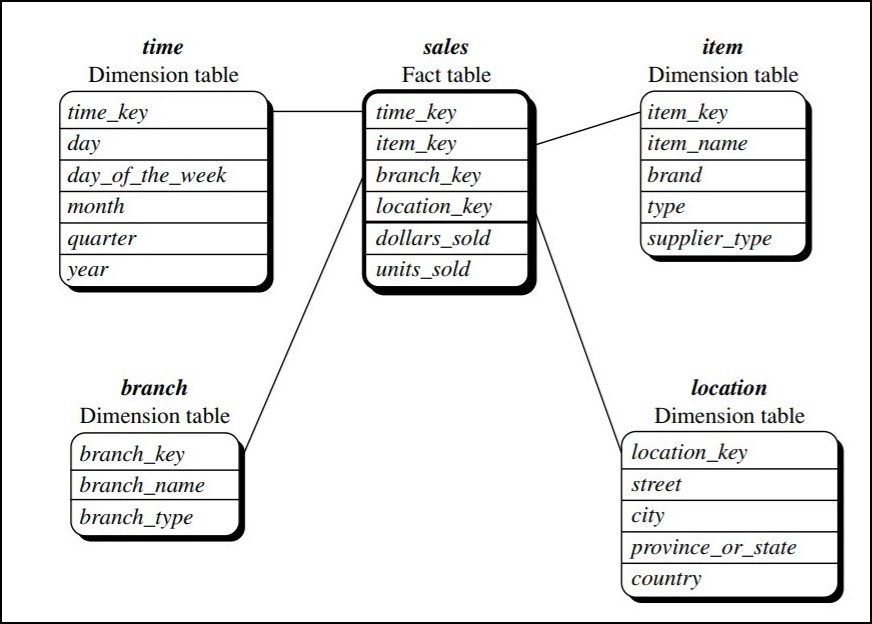 time
Dimension table
time_key
day
day_of_the_week
month
quarter
year
sales
Fact table
time_key
item_key
branch_key
location_key
dollars_sold
units_sold
item
Dimension table
item_key
item_name
brand
type
supplier_type
branch
Dimension table
branch_key
branch_name
branch_type
location
Dimension table
location_key
street
city
province_or_state
country